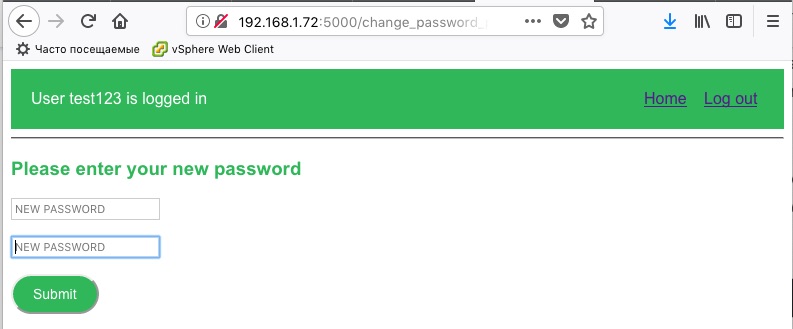 192.168.1.72:5000/change_password_
Часто посещаемые vSphere Web Client
User test123 is logged in Home Log out
Please enter your new password
NEW PASSWORD
NEW PASSWORD
Submit